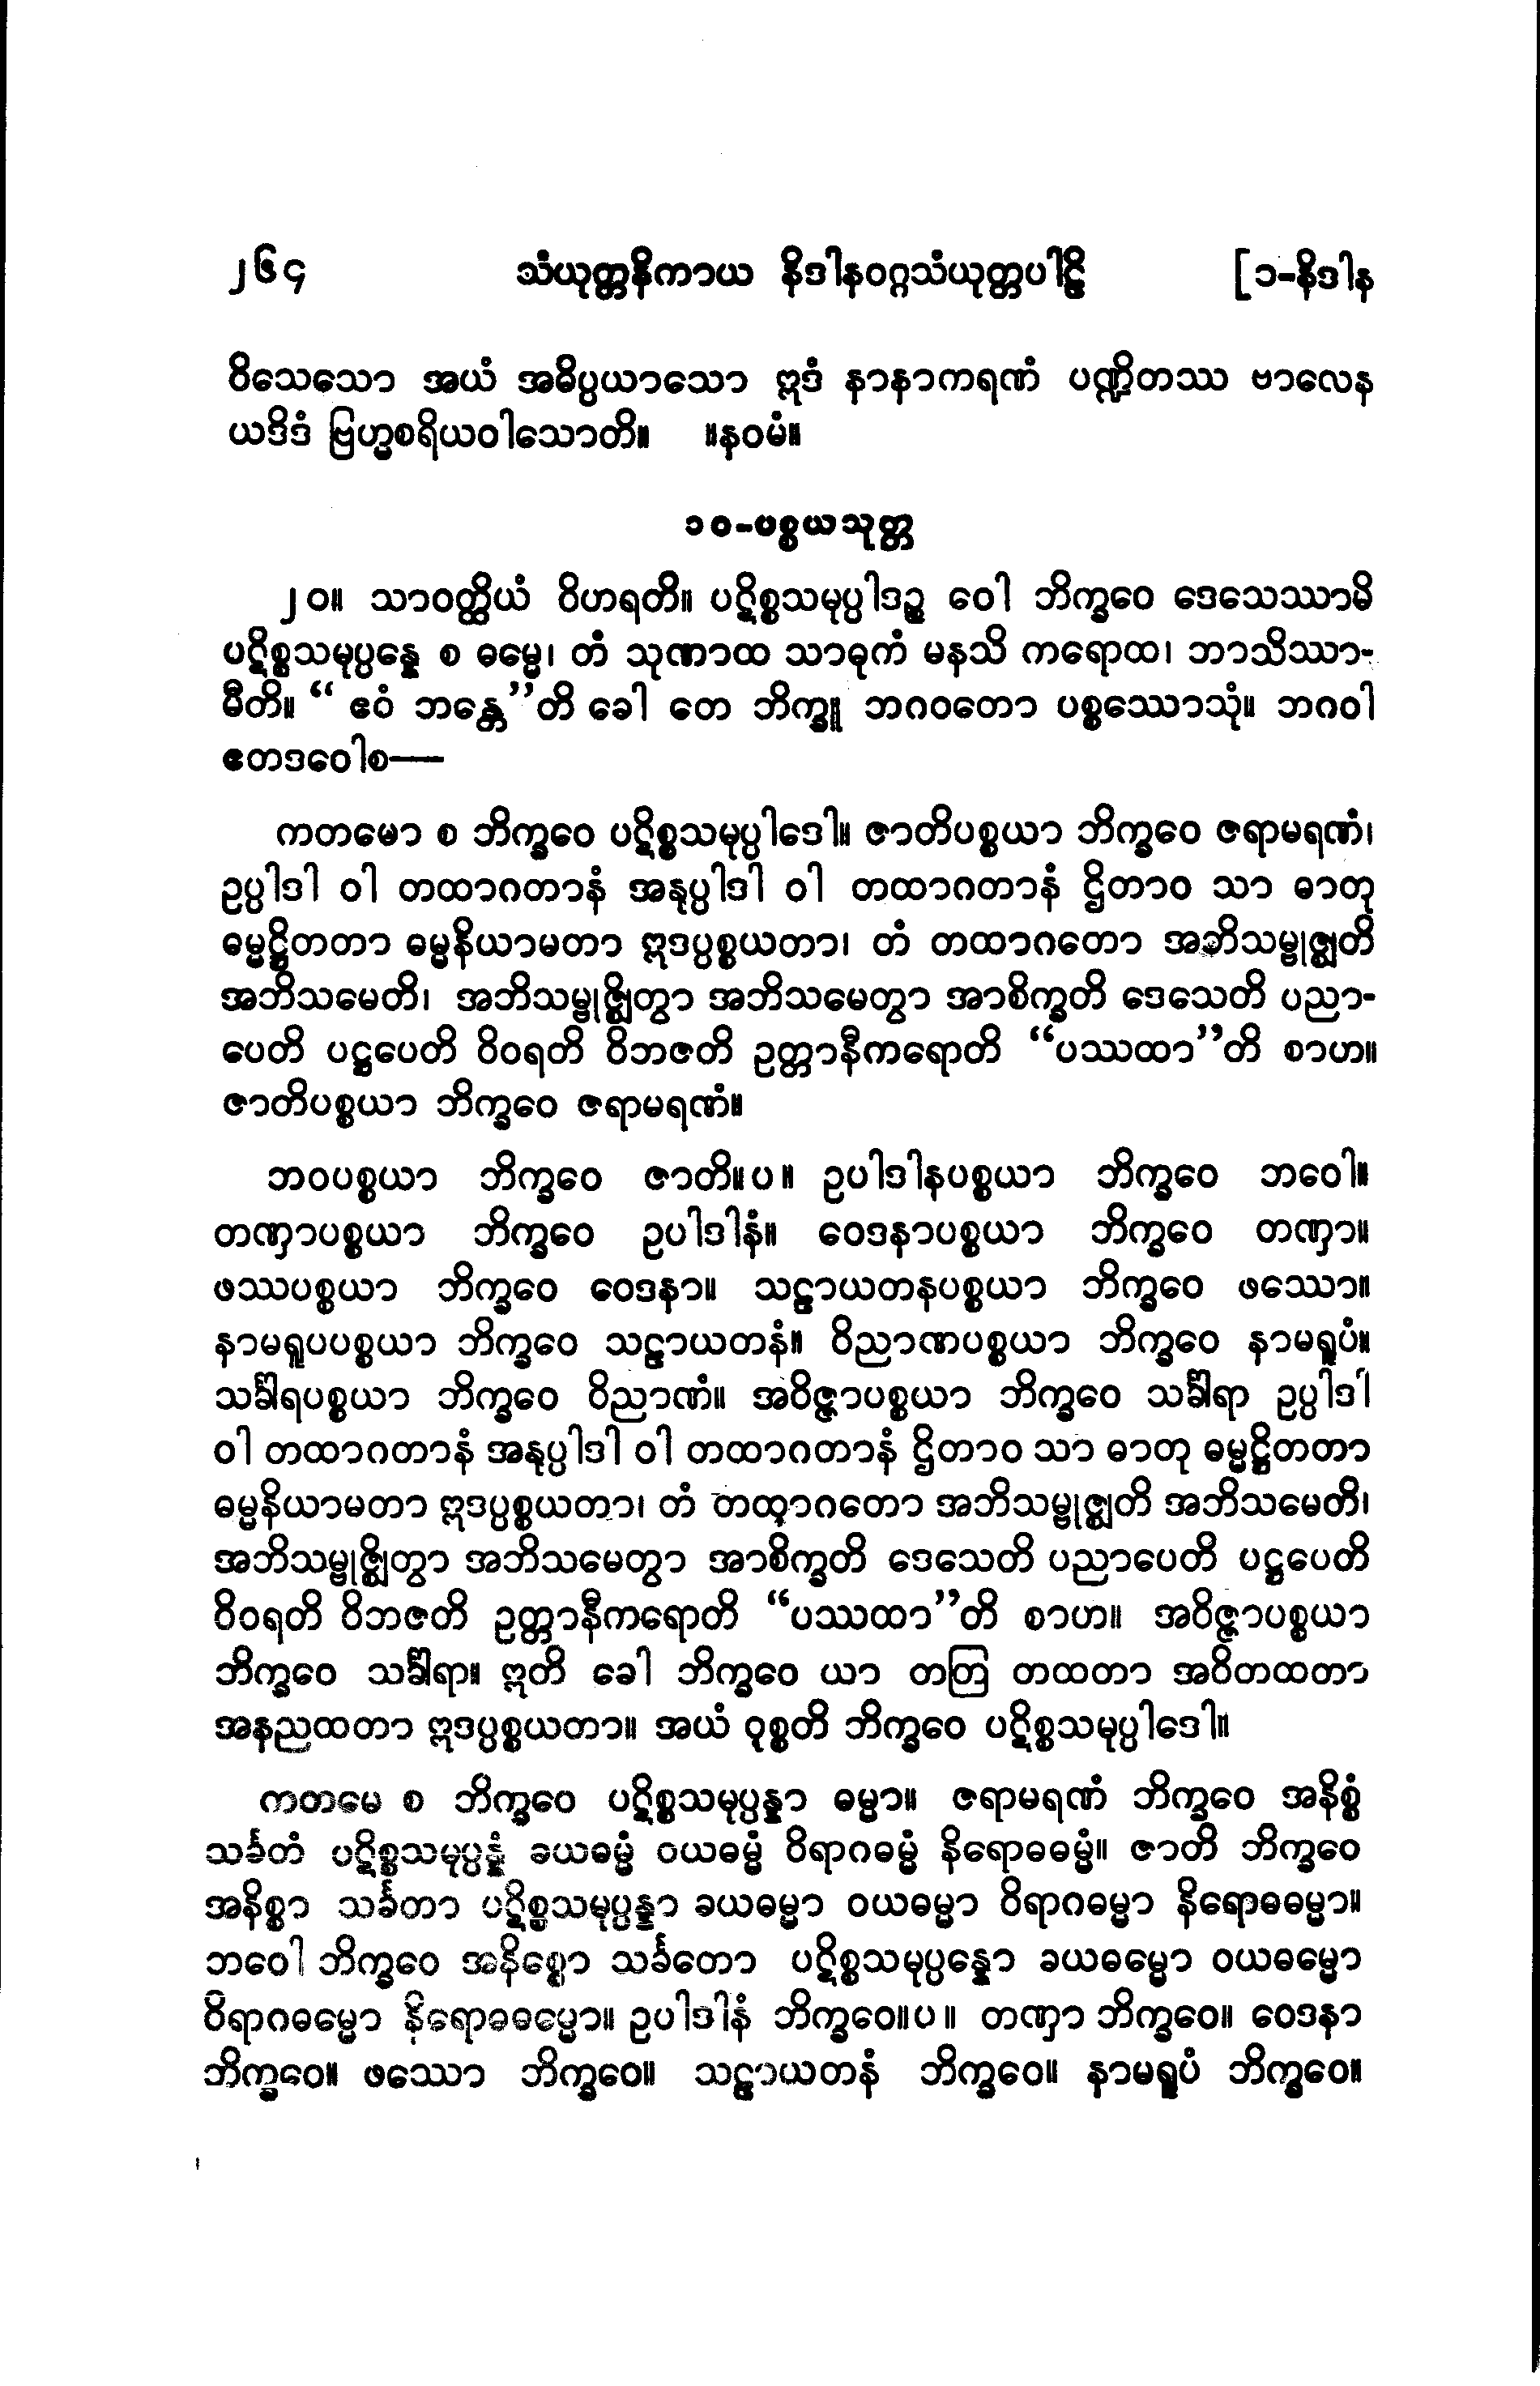 ၂၆၄ သံယုတ္တနိကာယ နိဒါနဝဂ္ဂသံယုတ္တပါဠိ [၁-နိဒါန
ဝိသေသော အယံ အဓိပ္ပယာသော ဣဒံ နာနာကရဏံ ပဏ္ဍိတဿ ဗာလေန
ယဒိဒံ ဗြဟ္မစရိယဝါသောတိ။ ။နဝမံ။
၁၀-ပစ္စယသုတ္တ
၂၀။ သာဝတ္ထိယံ ဝိဟရတိ။ ပဋိစ္စသမုပ္ပါဒဉ္စ ဝေါ ဘိက္ခဝေ ဒေသေဿာမိ
ပဋိစ္စသမုပ္ပန္နေ စ ဓမ္မေ၊ တံ သုဏာထ သာဓုကံ မနသိ ကရောထ၊ ဘာသိဿာ-
မီတိ။ “ ဧဝံ ဘန္တေ”တိ ခေါ တေ ဘိက္ခူ ဘဂဝတော ပစ္စဿောသုံ။ ဘဂဝါ
ဧတဒဝေါစ—
ကတမော စ ဘိက္ခဝေ ပဋိစ္စသမုပ္ပါဒေါ။ ဇာတိပစ္စယာ ဘိက္ခဝေ ဇရာမရဏံ၊
ဥပ္ပါဒါ ဝါ တထာဂတာနံ အနုပ္ပါဒါ ဝါ တထာဂတာနံ ဌိတာဝ သာ ဓာတု
ဓမ္မဋ္ဌိတတာ ဓမ္မနိယာမတာ ဣဒပ္ပစ္စယတာ၊ တံ တထာဂတော အဘိသမ္ဗုဇ္ဈတိ
အဘိသမေတိ၊ အဘိသမ္ဗုဇ္ဈိတွာ အဘိသမေတွာ အာစိက္ခတိ ဒေသေတိ ပညာ-
ပေတိ ပဋ္ဌပေတိ ဝိဝရတိ ဝိဘဇတိ ဥတ္တာနီကရောတိ “ပဿထာ”တိ စာဟ။
ဇာတိပစ္စယာ ဘိက္ခဝေ ဇရာမရဏံ။
ဘဝပစ္စယာ ဘိက္ခဝေ ဇာတိ။ပ။ ဥပါဒါနပစ္စယာ ဘိက္ခဝေ ဘဝေါ။
တဏှာပစ္စယာ ဘိက္ခဝေ ဥပါဒါနံ။ ဝေဒနာပစ္စယာ ဘိက္ခဝေ တဏှာ။
ဖဿပစ္စယာ ဘိက္ခဝေ ဝေဒနာ။ သဠာယတနပစ္စယာ ဘိက္ခဝေ ဖဿော။
နာမရူပပစ္စယာ ဘိက္ခဝေ သဠာယတနံ။ ဝိညာဏပစ္စယာ ဘိက္ခဝေ နာမရူပံ။
သင်္ခါရပစ္စယာ ဘိက္ခဝေ ဝိညာဏံ။ အဝိဇ္ဇာပစ္စယာ ဘိက္ခဝေ သင်္ခါရာ ဥပ္ပါဒါ
ဝါ တထာဂတာနံ အနုပ္ပါဒါ ဝါ တထာဂတာနံ ဌိတာဝ သာ ဓာတု ဓမ္မဋ္ဌိတတာ
ဓမ္မနိယာမတာ ဣဒပ္ပစ္စယတာ၊ တံ တထာဂတော အဘိသမ္ဗုဇ္ဈတိ အဘိသမေတိ၊
အဘိသမ္ဗုဇ္ဈိတွာ အဘိသမေတွာ အာစိက္ခတိ ဒေသေတိ ပညာပေတိ ပဋ္ဌပေတိ
ဝိဝရတိ ဝိဘဇတိ ဥတ္တာနီကရောတိ “ပဿထာ”တိ စာဟ။ အဝိဇ္ဇာပစ္စယာ
ဘိက္ခဝေ သင်္ခါရာ။ ဣတိ ခေါ ဘိက္ခဝေ ယာ တတြ တထတာ အဝိတထတာ
အနညထတာ ဣဒပ္ပစ္စယတာ။ အယံ ဝုစ္စတိ ဘိက္ခဝေ ပဋိစ္စသမုပ္ပါဒေါ။
ကတမေ စ ဘိက္ခဝေ ပဋိစ္စသမုပ္ပန္နာ ဓမ္မာ။ ဇရာမရဏံ ဘိက္ခဝေ အနိစ္စံ
သင်္ခတံ ပဋိစ္စသမုပ္ပန္နံ ခယဓမ္မံ ဝယဓမ္မံ ဝိရာဂဓမ္မံ နိရောဓဓမ္မံ။ ဇာတိ ဘိက္ခဝေ
အနိစ္စာ သင်္ခတာ ပဋိစ္စသမုပ္ပန္နာ ခယဓမ္မာ ဝယဓမ္မာ ဝိရာဂဓမ္မာ နိရောဓဓမ္မာ။
ဘဝေါ ဘိက္ခဝေ အနိစ္စော သင်္ခတော ပဋိစ္စသမုပ္ပန္နော ခယဓမ္မော ဝယဓမ္မော
ဝိရာဂဓမ္မော နိရောဓဓမ္မော။ ဥပါဒါနံ ဘိက္ခဝေ။ပ။ တဏှာ ဘိက္ခဝေ။ ဝေဒနာ
ဘိက္ခဝေ။ ဖဿော ဘိက္ခဝေ။ သဠာယတနံ ဘိက္ခဝေ။ နာမရူပံ ဘိက္ခဝေ။